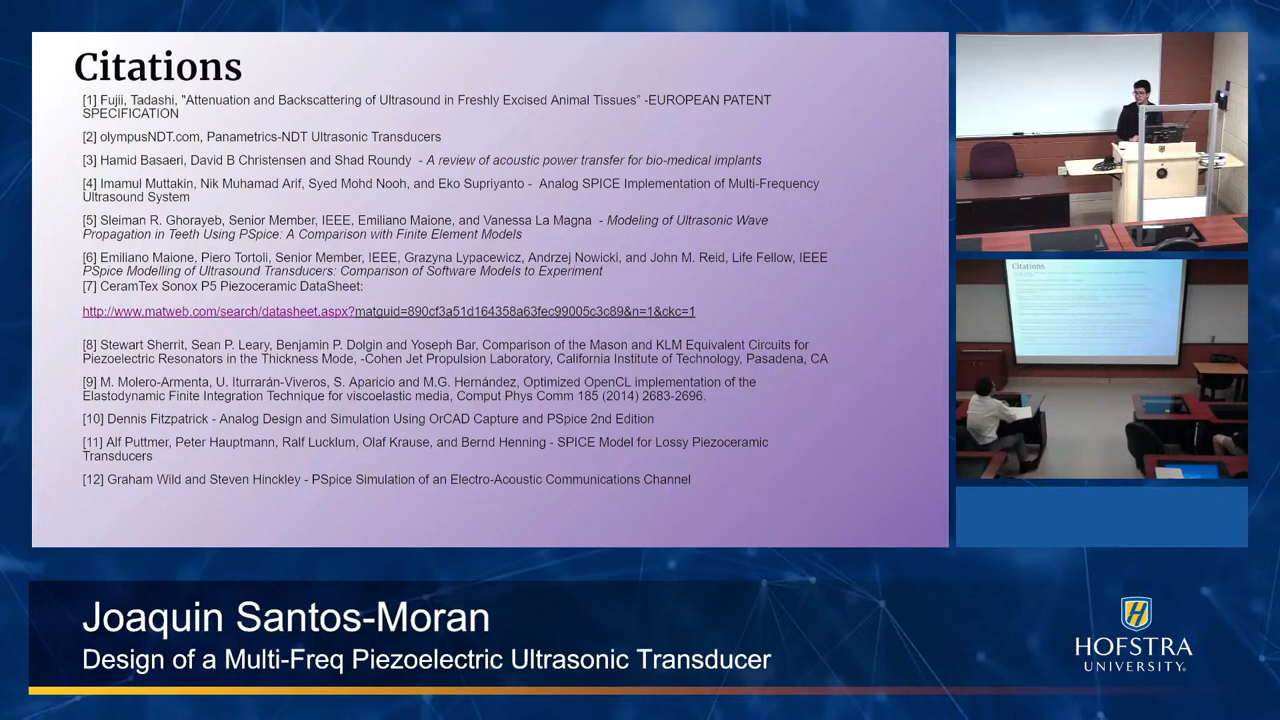 Citations
[1] Fujii, Tadashi, "Attenuation and Backscattering of Ultrasound in Freshly Excised Animal Tissues" -EUROPEAN PATENT
SPECIFICATION
[2] olympusNDT.com, Panametrics-NDT Ultrasonic Transducers
[3] Hamid Basaeri, David B Christensen and Shad Roundy - A review of acoustic power transfer for bio-medical implants
[4] Imamul Muttakin, Nik Muhamad Arif, Syed Mohd Nooh, and Eko Supriyanto - Analog SPICE Implementation of Multi-Frequency
Ultrasound System
[5] Sleiman R. Ghorayeb, Senior Member, IEEE, Emiliano Maione, and Vanessa La Magna - Modeling of Ultrasonic Wave
Propagation in Teeth Using PSpice: A Comparison with Finite Element Models
[6] Emiliano Maione, Piero Tortoli, Senior Member, IEEE, Grazyna Lypacewicz, Andrzej Nowicki, and John M. Reid, Life Fellow, IEEE
PSpice Modelling of Ultrasound Transducers: Comparison of Software Models to Experiment
[7] CeramTex Sonox P5 Piezoceramic DataSheet:
http://www.matweb.com/search/datasheet.aspx?matguid=890cf3a51d164358a63fec99005c3c89&n=1&ckc=1
[8] Stewart Sherrit, Sean P. Leary, Benjamin P. Dolgin and Yoseph Bar, Comparison of the Mason and KLM Equivalent Circuits for
Piezoelectric Resonators in the Thickness Mode, -Cohen Jet Propulsion Laboratory, California Institute of Technology, Pasadena, CA
[9] M. Molero-Armenta, U. Iturrarán-Viveros, S. Aparicio and M.G. Hernández, Optimized OpenCL implementation of the
Elastodynamic Finite Integration Technique for viscoelastic media, Comput Phys Comm 185 (2014) 2683-2696.
[10] Dennis Fitzpatrick - Analog Design and Simulation Using OrCAD Capture and PSpice 2nd Edition
[11] Alf Puttmer, Peter Hauptmann, Ralf Lucklum, Olaf Krause, and Bernd Henning - SPICE Model for Lossy Piezoceramic
Transducers
[12] Graham Wild and Steven Hinckley - PSpice Simulation of an Electro-Acoustic Communications Channel
Citations
Joaquin Santos-Moran
Design of a Multi-Freq Piezoelectric Ultrasonic Transducer
H
HOFSTRA
UNIVERSITY®